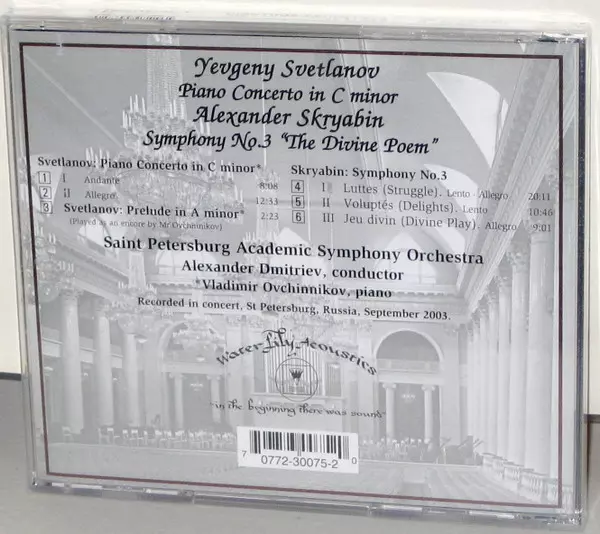 Yevgeny Svetlanov
Piano Concerto in C minor
Alexander Skryabin
Symphony No.3 "The Divine Poem"
Svetlanov: Piano Concerto in C minor*
1 I Andante 8:08
2 II Allegro 12:33
3 Svetlanov: Prelude in A minor* 2:23
(Played as an encore by Mr Ovchinnikov)
Skryabin: Symphony No.3
4 I Luttes (Struggle). Lento - Allegro 20:11
5 II Voluptés (Delights). Lento 10:46
6 III Jeu divin (Divine Play). Allegro 9:01
Saint Petersburg Academic Symphony Orchestra
Alexander Dmitriev, conductor
*Vladimir Ovchinnikov, piano
Recorded in concert, St Petersburg, Russia, September 2003.
Water Lily Acoustics
"in the beginning there was sound"
7 0772-30075-2 0